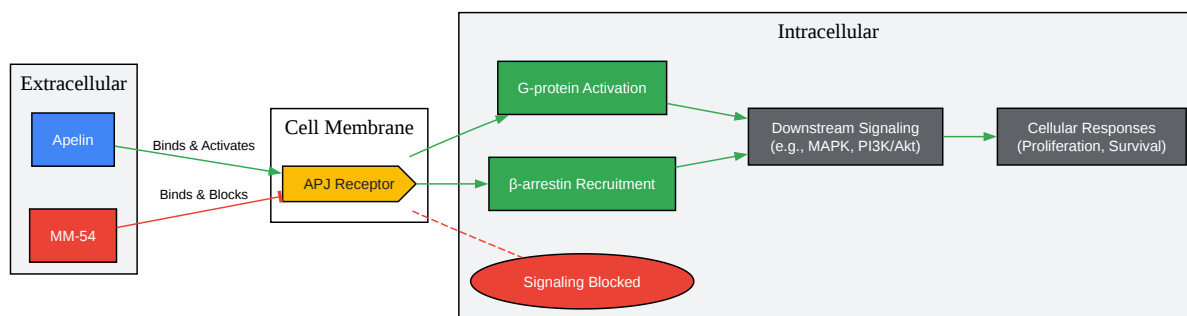 Extracellular
Apelin
MM-54
Binds & Activates
Binds & Blocks
Cell Membrane
APJ Receptor
Intracellular
G-protein Activation
β-arrestin Recruitment
Signaling Blocked
Downstream Signaling
(e.g., MAPK, PI3K/Akt)
Cellular Responses
(Proliferation, Survival)